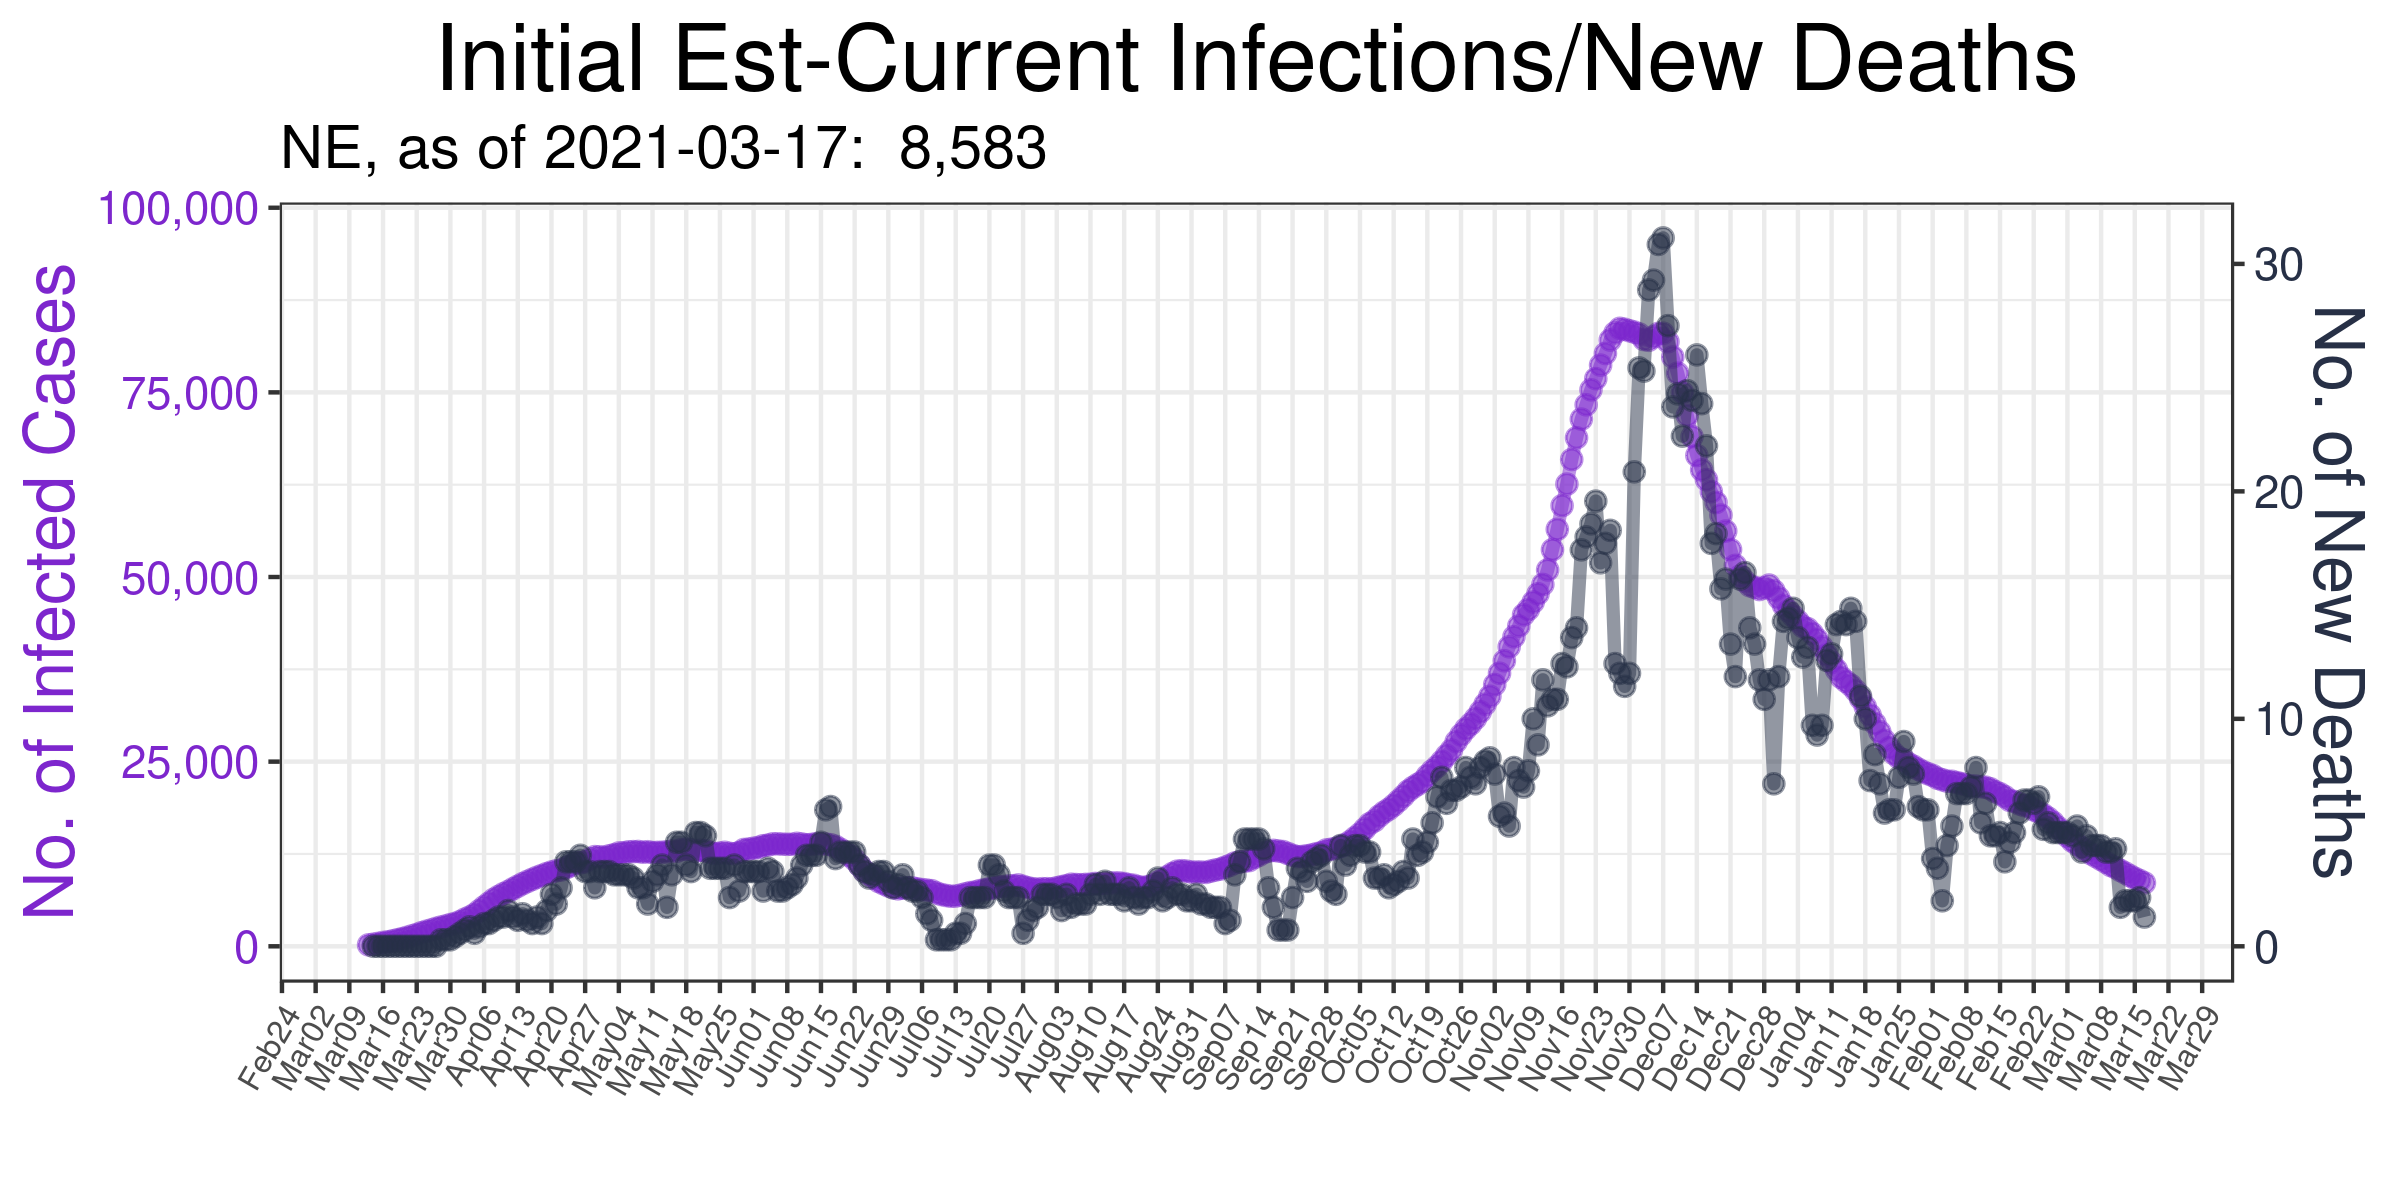 Initial Est-Current Infections/New Deaths
NE, as of 2021-03-17:  8,583
No. of Infected Cases
100,000
75,000
50,000
25,000
0
30
20
10
0
No. of New Deaths
Feb24
Mar02
Mar09
Mar16
Mar23
Mar30
Apr06
Apr13
Apr20
Apr27
May04
May11
May18
May25
Jun01
Jun08
Jun15
Jun22
Jun29
Jul06
Jul13
Jul20
Jul27
Aug03
Aug10
Aug17
Aug24
Aug31
Sep07
Sep14
Sep21
Sep28
Oct05
Oct12
Oct19
Oct26
Nov02
Nov09
Nov16
Nov23
Nov30
Dec07
Dec14
Dec21
Dec28
Jan04
Jan11
Jan18
Jan25
Feb01
Feb08
Feb15
Feb22
Mar01
Mar08
Mar15
Mar22
Mar29